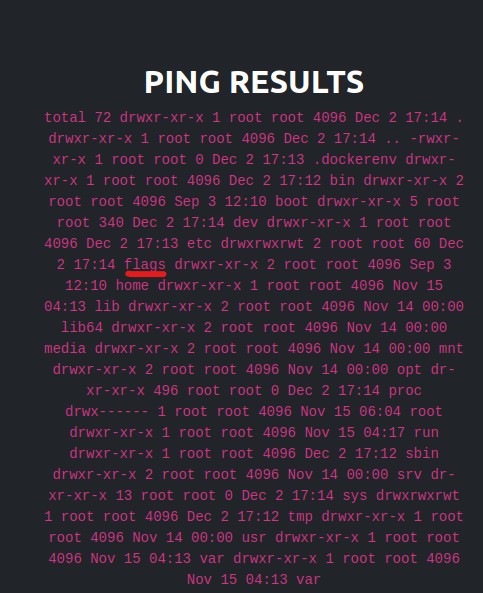 PING RESULTS
total 72 drwxr-xr-x 1 root root 4096 Dec 2 17:14 .
drwxr-xr-x 1 root root 4096 Dec 2 17:14 .. -rwxr-
xr-x 1 root root 0 Dec 2 17:13 .dockerenv drwxr-
xr-x 1 root root 4096 Dec 2 17:12 bin drwxr-xr-x 2
root root 4096 Sep 3 12:10 boot drwxr-xr-x 5 root
root 340 Dec 2 17:14 dev drwxr-xr-x 1 root root
4096 Dec 2 17:13 etc drwxrwxrwt 2 root root 60 Dec
2 17:14 flags drwxr-xr-x 2 root root 4096 Sep 3
12:10 home drwxr-xr-x 1 root root 4096 Nov 15
04:13 lib drwxr-xr-x 2 root root 4096 Nov 14 00:00
lib64 drwxr-xr-x 2 root root 4096 Nov 14 00:00
media drwxr-xr-x 2 root root 4096 Nov 14 00:00 mnt
drwxr-xr-x 2 root root 4096 Nov 14 00:00 opt dr-
xr-xr-x 496 root root 0 Dec 2 17:14 proc
drwx------ 1 root root 4096 Nov 15 06:04 root
drwxr-xr-x 1 root root 4096 Nov 15 04:17 run
drwxr-xr-x 1 root root 4096 Dec 2 17:12 sbin
drwxr-xr-x 2 root root 4096 Nov 14 00:00 srv dr-
xr-xr-x 13 root root 0 Dec 2 17:14 sys drwxrwxrwt
1 root root 4096 Dec 2 17:12 tmp drwxr-xr-x 1 root
root 4096 Nov 14 00:00 usr drwxr-xr-x 1 root root
4096 Nov 15 04:13 var drwxr-xr-x 1 root root 4096
Nov 15 04:13 var